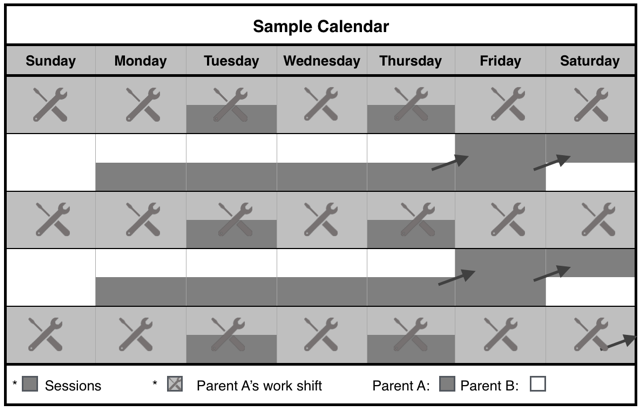 Sample Calendar
Sunday Monday Tuesday Wednesday Thursday Friday Saturday
* Sessions * Parent A's work shift Parent A: Parent B: